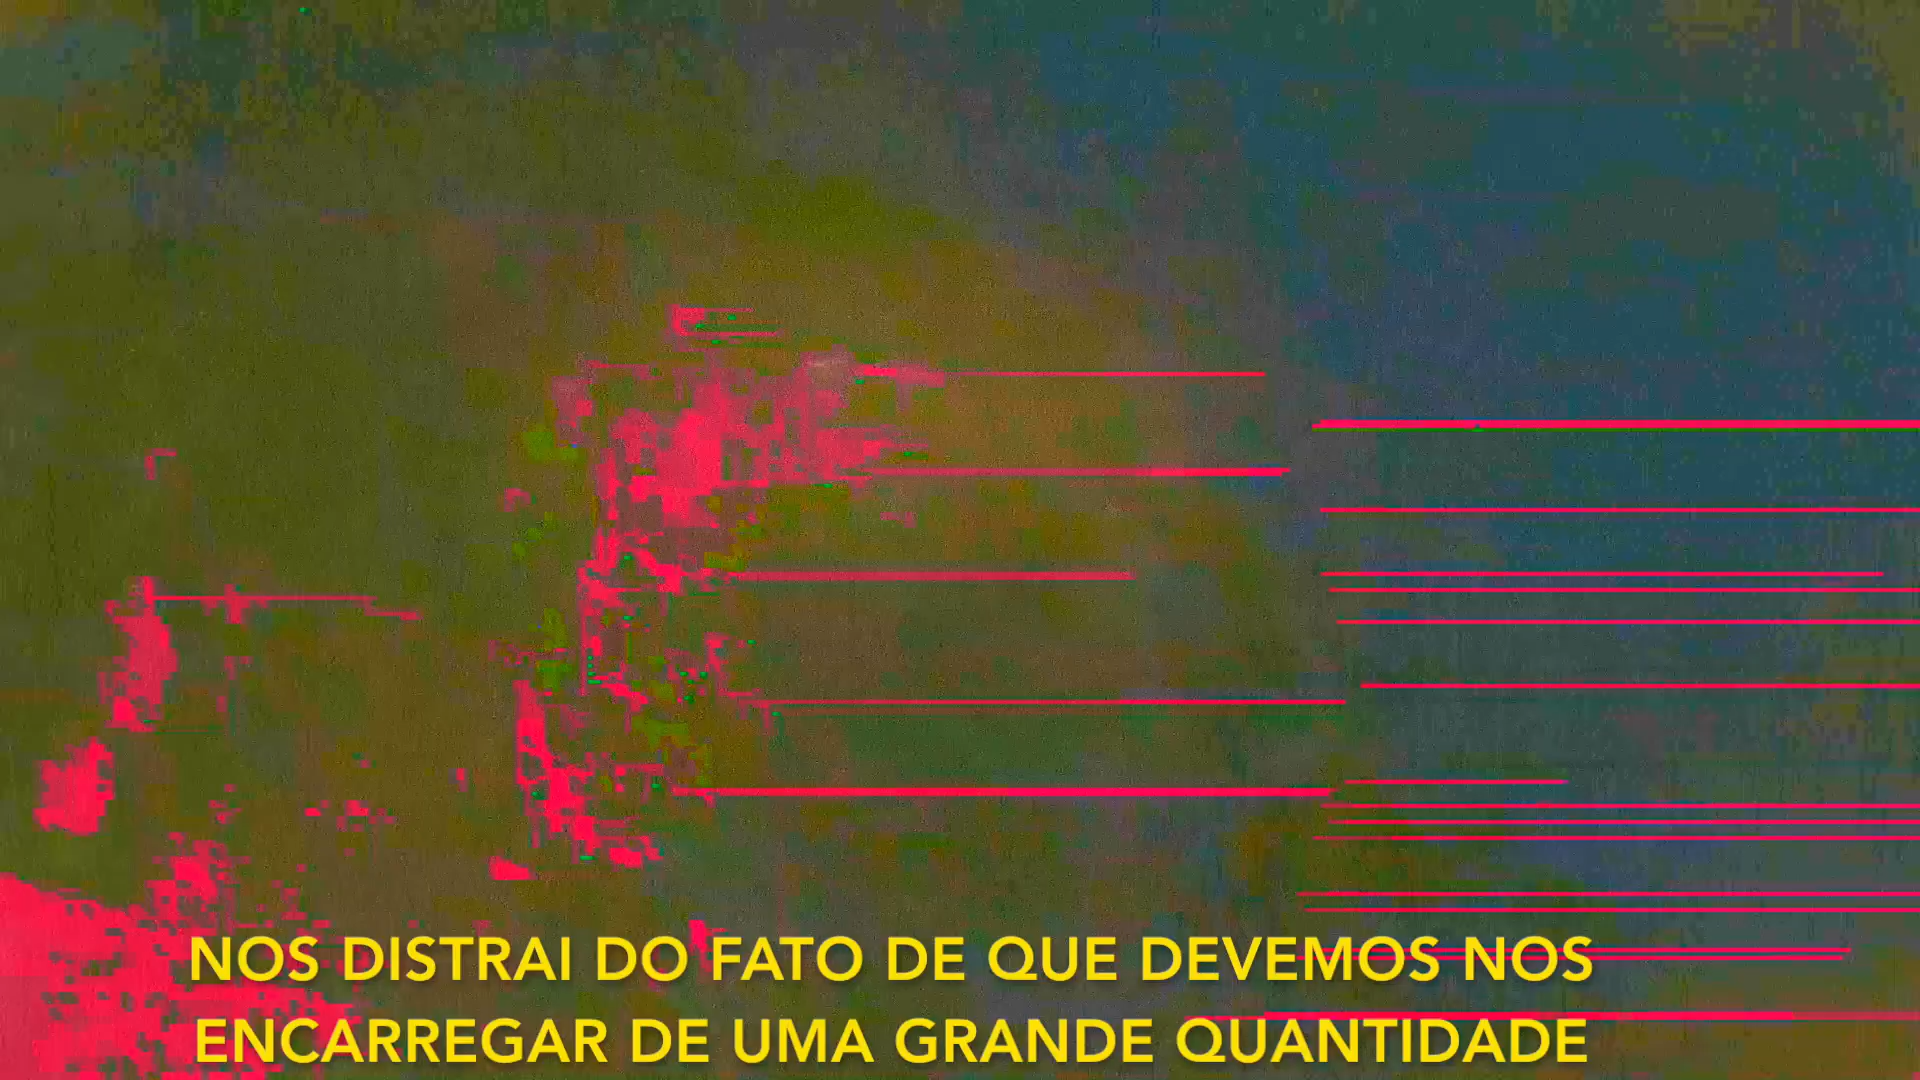 NOS DISTRAI DO FATO DE QUE DEVEMOS NOS
ENCARREGAR DE UMA GRANDE QUANTIDADE